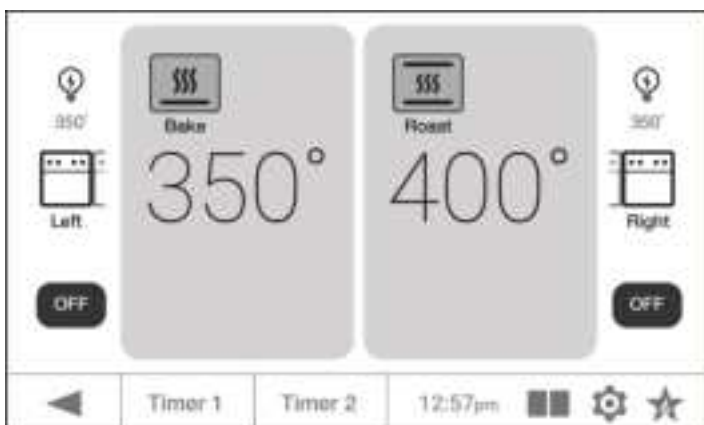 350°
Left
OFF
Bake
350°
Roast
400°
350°
Right
OFF
Timer 1
Timer 2
12:57pm